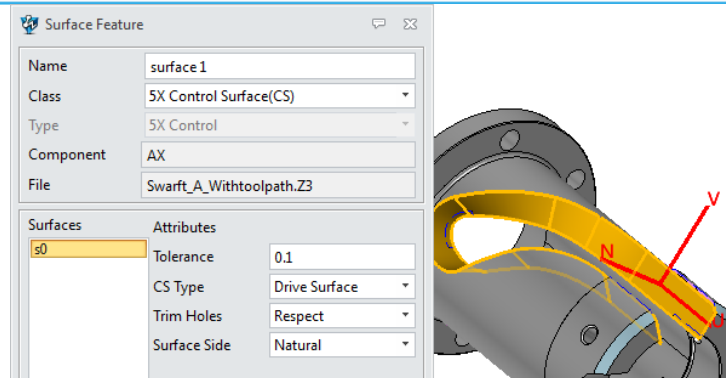 Surface Feature
Name surface 1
Class 5X Control Surface(CS)
Type 5X Control
Component AX
File Swarft_A_Withtoolpath.Z3
Surfaces Attributes
s0
Tolerance 0.1
CS Type Drive Surface
Trim Holes Respect
Surface Side Natural
V
N
U